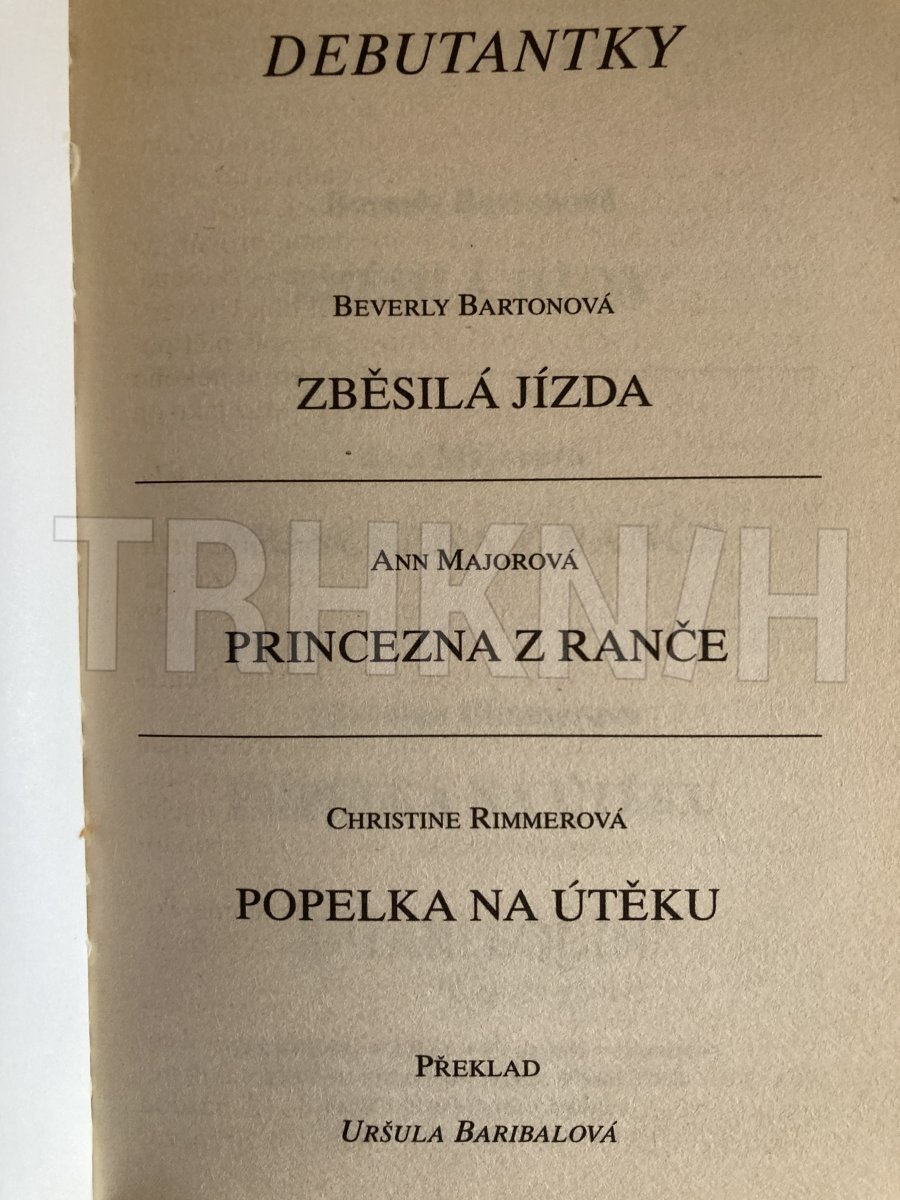 DEBUTANTKY
BEVERLY BARTONOVÁ
ZBĚSILÁ JÍZDA
ANN MAJOROVÁ
TRHKNIH
PRINCEZNA Z RANČE
CHRISTINE RIMMEROVÁ
POPELKA NA ÚTĚKU
PŘEKLAD
URŠULA BARIBALOVÁ